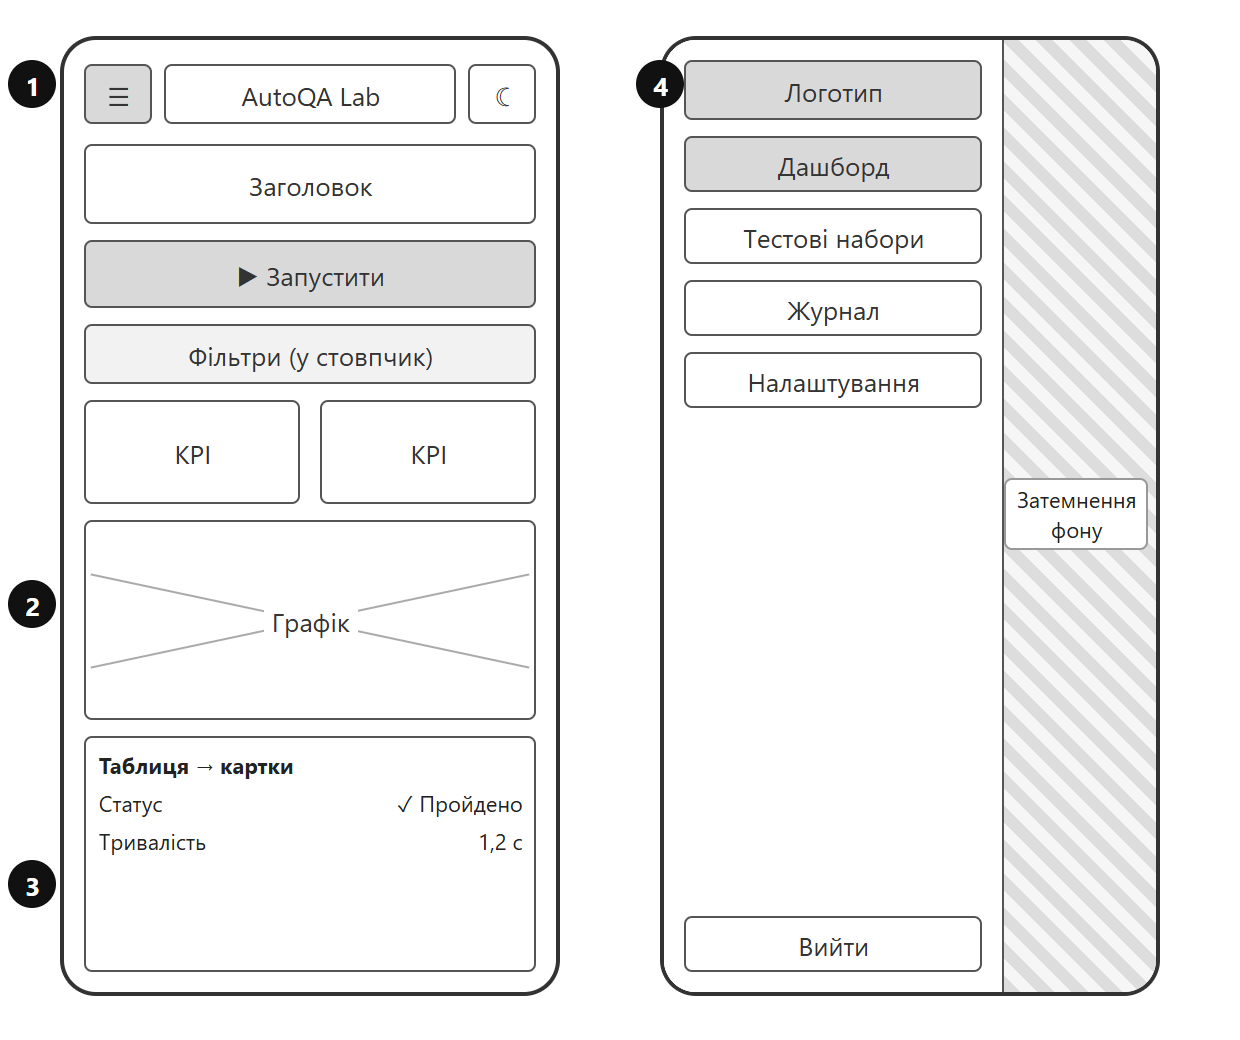 1
☰
AutoQA Lab
☾
Заголовок
▶ Запустити
Фільтри (у стовпчик)
KPI
KPI
2
Графік
Таблиця → картки
Статус
✓ Пройдено
Тривалість
1,2 с
3
4
Логотип
Дашборд
Тестові набори
Журнал
Налаштування
Затемнення
фону
Вийти